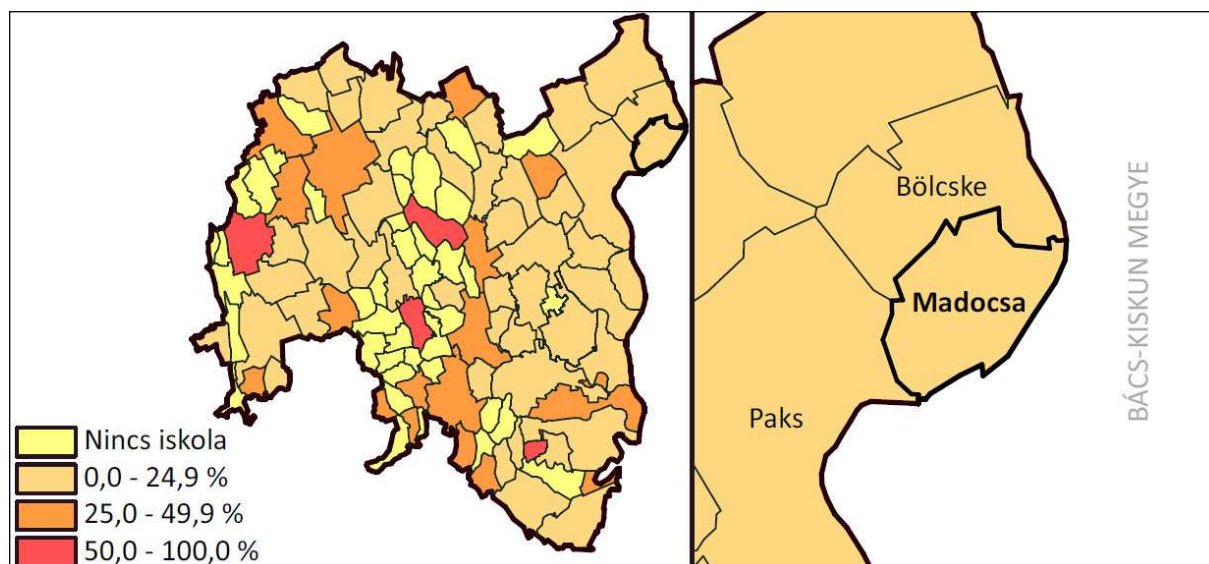 Nincs iskola
0,0 - 24,9 %
25,0 - 49,9 %
50,0 - 100,0 %
Bölcske
Madocsa
Paks
BÁCS-KISKUN MEGYE